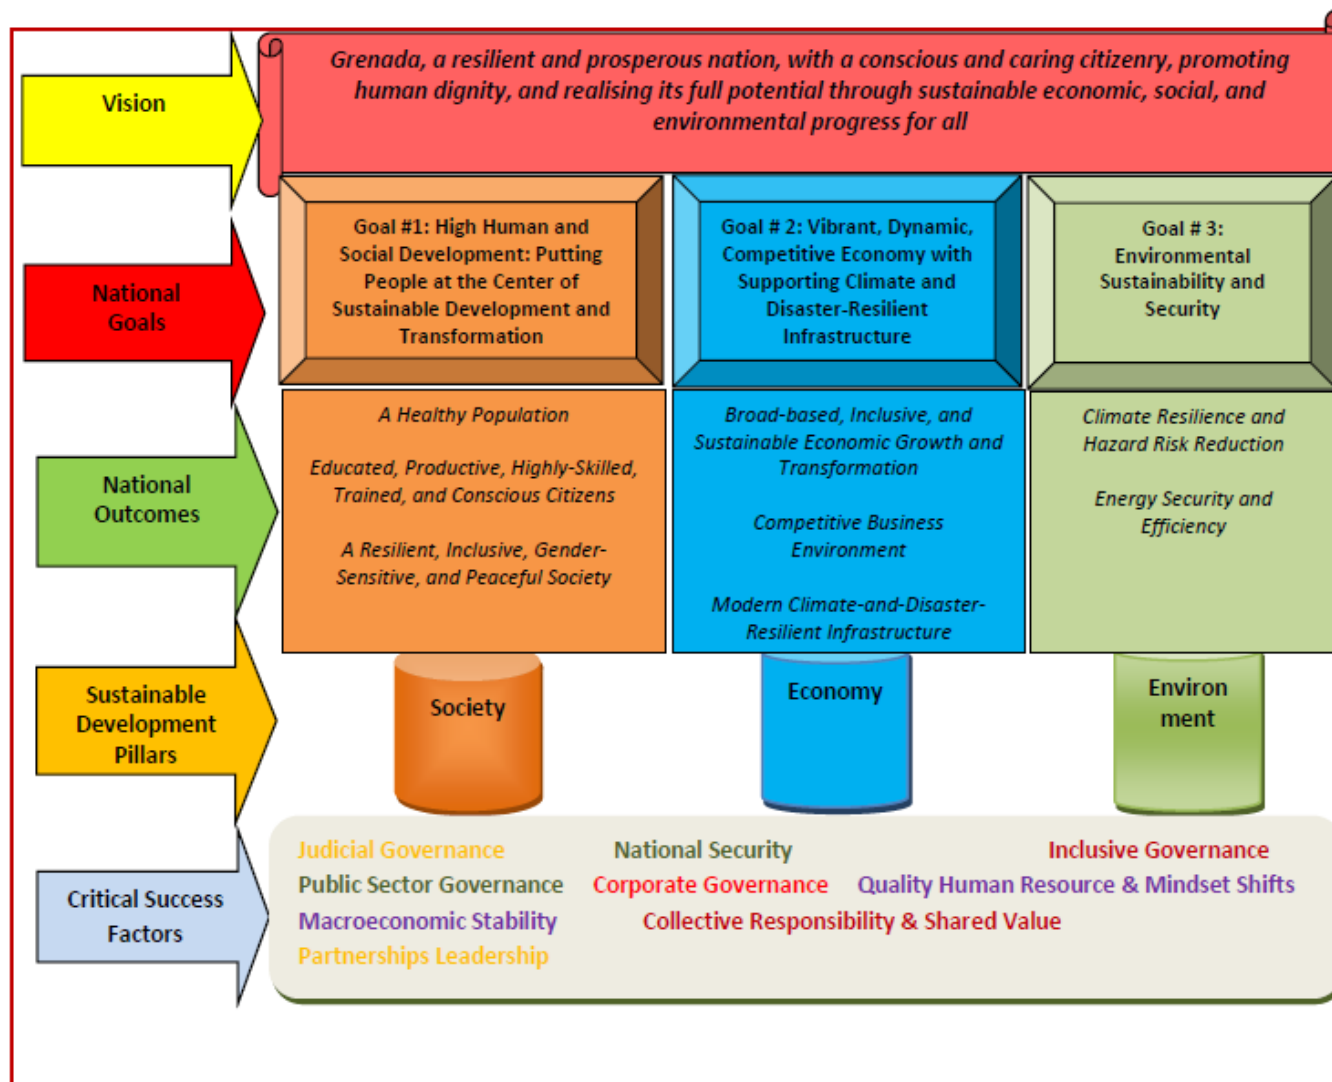 Vision
Grenada, a resilient and prosperous nation, with a conscious and caring citizenry, promoting
human dignity, and realising its full potential through sustainable economic, social, and
environmental progress for all
National
Goals
Goal #1: High Human and
Social Development: Putting
People at the Center of
Sustainable Development and
Transformation
Goal # 2: Vibrant, Dynamic,
Competitive Economy with
Supporting Climate and
Disaster-Resilient
Infrastructure
Goal # 3:
Environmental
Sustainability and
Security
National
Outcomes
A Healthy Population
Educated, Productive, Highly-Skilled,
Trained, and Conscious Citizens
A Resilient, Inclusive, Gender-
Sensitive, and Peaceful Society
Broad-based, Inclusive, and
Sustainable Economic Growth and
Transformation
Competitive Business
Environment
Modern Climate-and-Disaster-
Resilient Infrastructure
Climate Resilience and
Hazard Risk Reduction
Energy Security and
Efficiency
Sustainable
Development
Pillars
Society
Economy
Environ
ment
Critical Success
Factors
Judicial Governance National Security Inclusive Governance
Public Sector Governance Corporate Governance Quality Human Resource & Mindset Shifts
Macroeconomic Stability Collective Responsibility & Shared Value
Partnerships Leadership